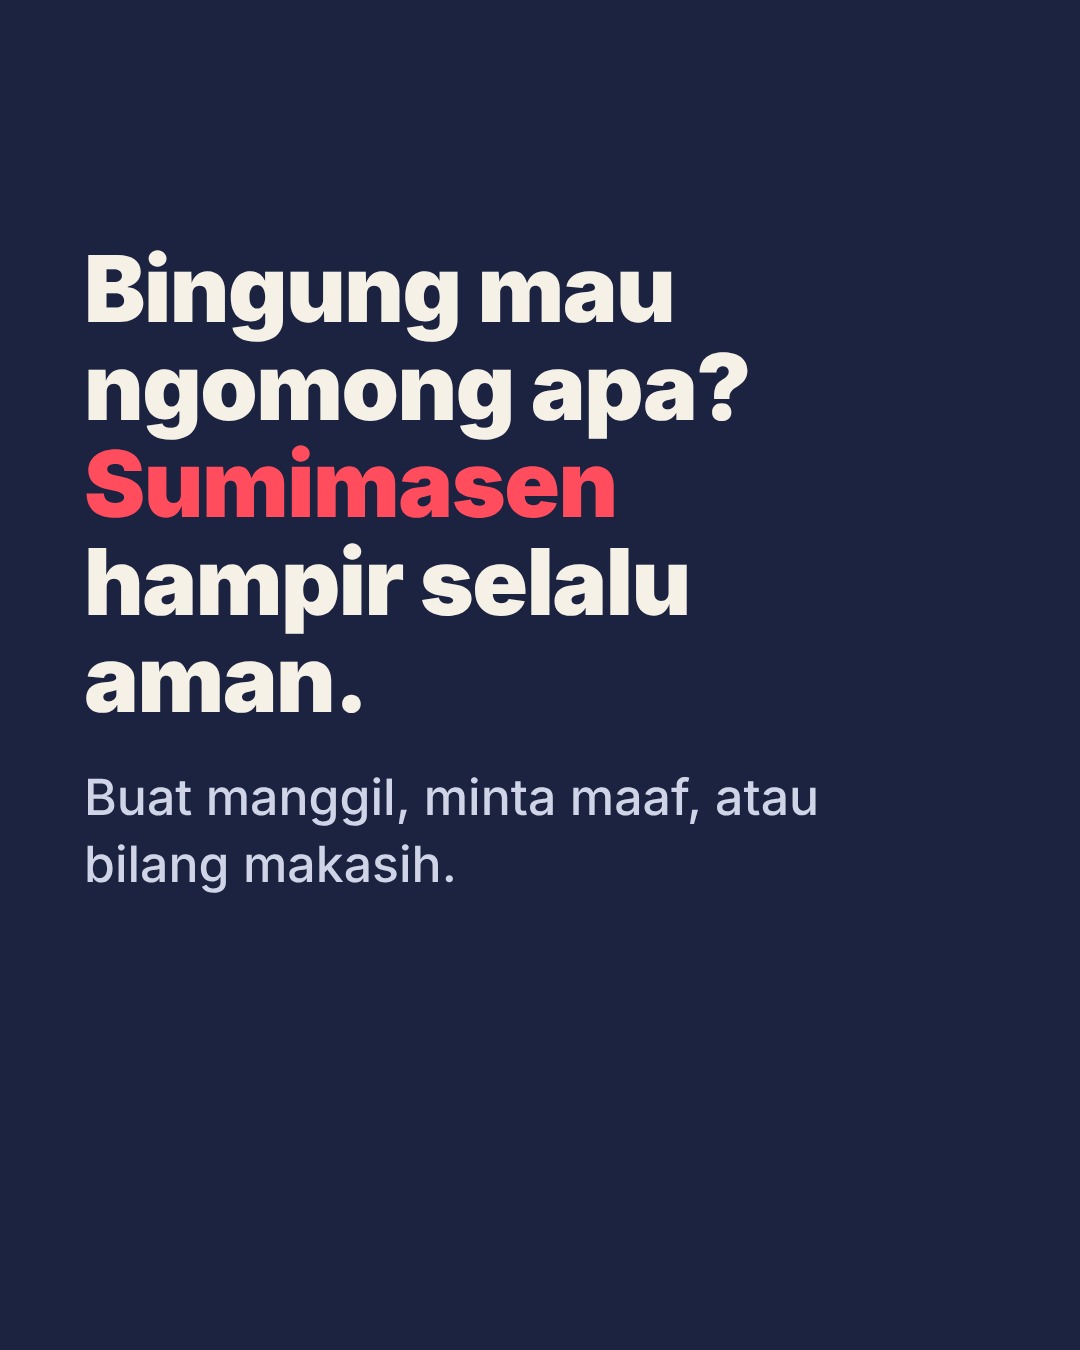 Bingung mau
ngomong apa?
Sumimasen
hampir selalu
aman.
Buat manggil, minta maaf, atau
bilang makasih.